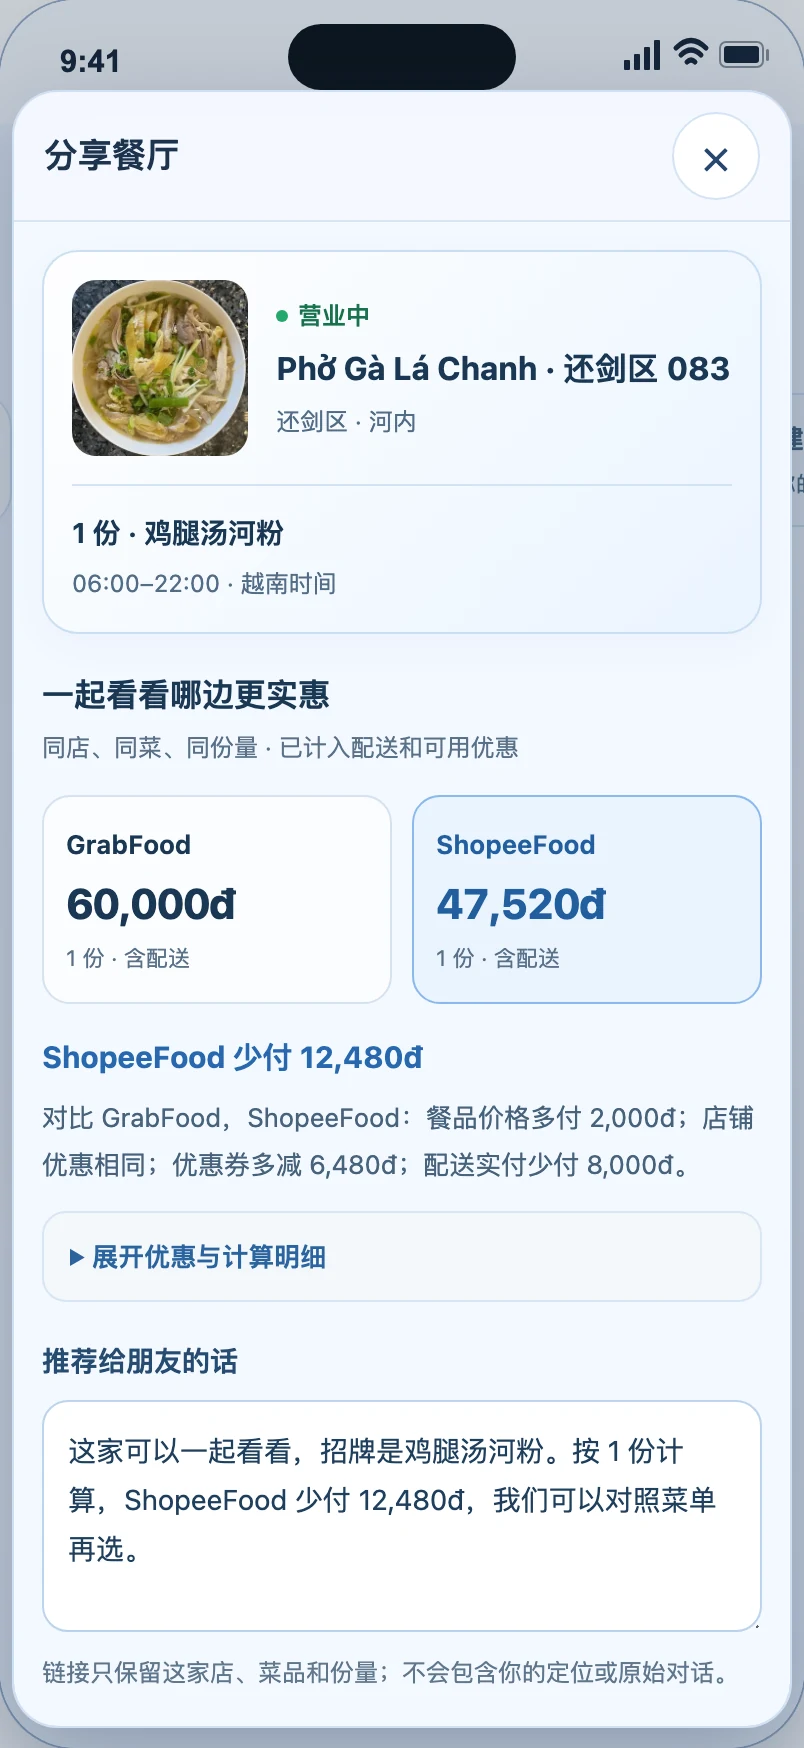 9:41
分享餐厅
营业中
Phở Gà Lá Chanh · 还剑区 083
还剑区 · 河内
1 份 · 鸡腿汤河粉
06:00–22:00 · 越南时间
一起看看哪边更实惠
同店、同菜、同份量 · 已计入配送和可用优惠
GrabFood
60,000đ
1 份 · 含配送
ShopeeFood
47,520đ
1 份 · 含配送
ShopeeFood 少付 12,480đ
对比 GrabFood，ShopeeFood：餐品价格多付 2,000đ；店铺
优惠相同；优惠券多减 6,480đ；配送实付少付 8,000đ。
▶ 展开优惠与计算明细
推荐给朋友的话
这家可以一起看看，招牌是鸡腿汤河粉。按 1 份计
算，ShopeeFood 少付 12,480đ，我们可以对照菜单
再选。
链接只保留这家店、菜品和份量；不会包含你的定位或原始对话。